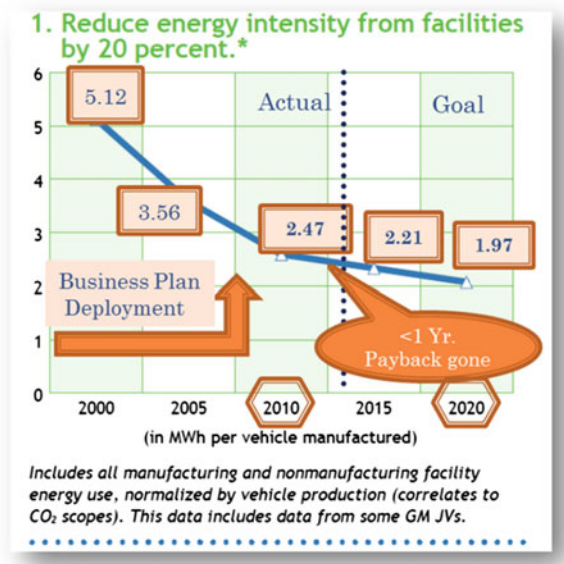 1. Reduce energy intensity from facilities
by 20 percent.*
6
5.12
Actual
Goal
5
4
3.56
3
2.47
2.21
1.97
Business Plan
Deployment
2
<1 Yr.
Payback gone
1
0
2000 2005 2010 2015 2020
(in MWh per vehicle manufactured)
Includes all manufacturing and nonmanufacturing facility
energy use, normalized by vehicle production (correlates to
CO₂ scopes). This data includes data from some GM JVs.